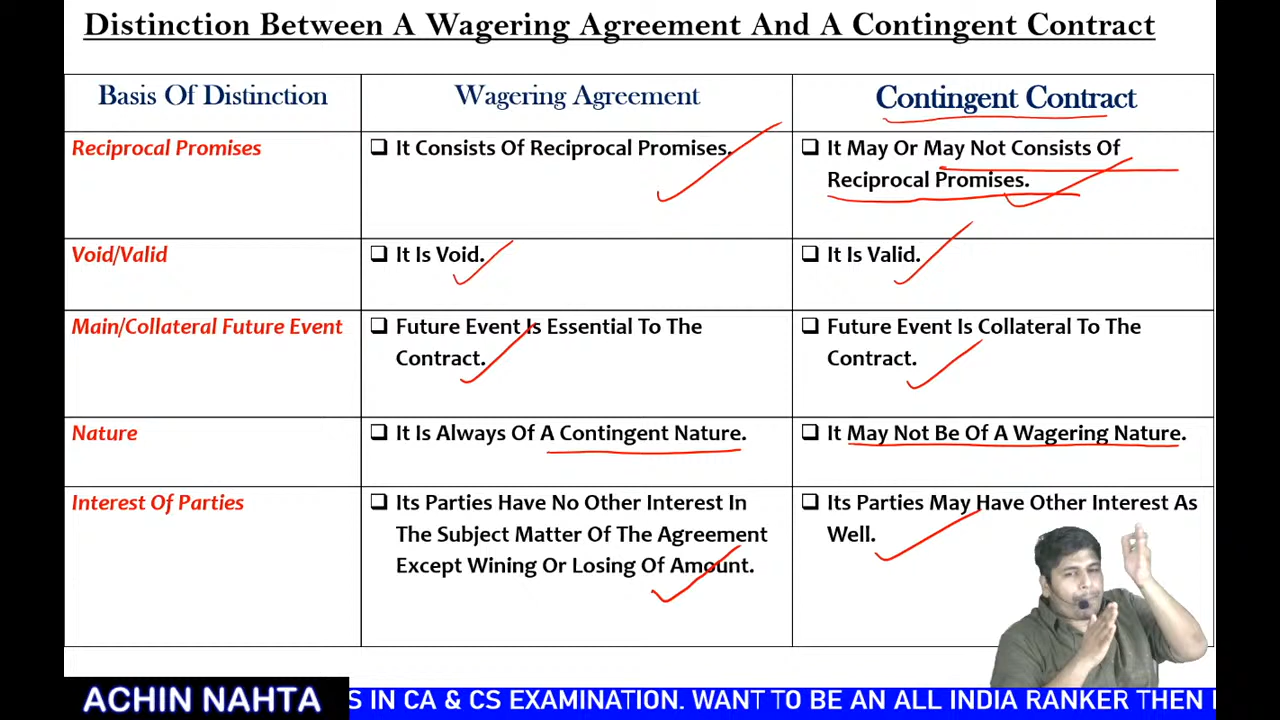 Distinction Between A Wagering Agreement And A Contingent Contract
Basis Of Distinction
Wagering Agreement
Contingent Contract
Reciprocal Promises
❑ It Consists Of Reciprocal Promises.
❑ It May Or May Not Consists Of
Reciprocal Promises.
Void/Valid
❑ It Is Void.
❑ It Is Valid.
Main/Collateral Future Event
❑ Future Event Is Essential To The
Contract.
❑ Future Event Is Collateral To The
Contract.
Nature
❑ It Is Always Of A Contingent Nature.
❑ It May Not Be Of A Wagering Nature.
Interest Of Parties
❑ Its Parties Have No Other Interest In
The Subject Matter Of The Agreement
Except Wining Or Losing Of Amount.
❑ Its Parties May Have Other Interest As
Well.
ACHIN NAHTA
S IN CA & CS EXAMINATION. WANT TO BE AN ALL INDIA RANKER THEN